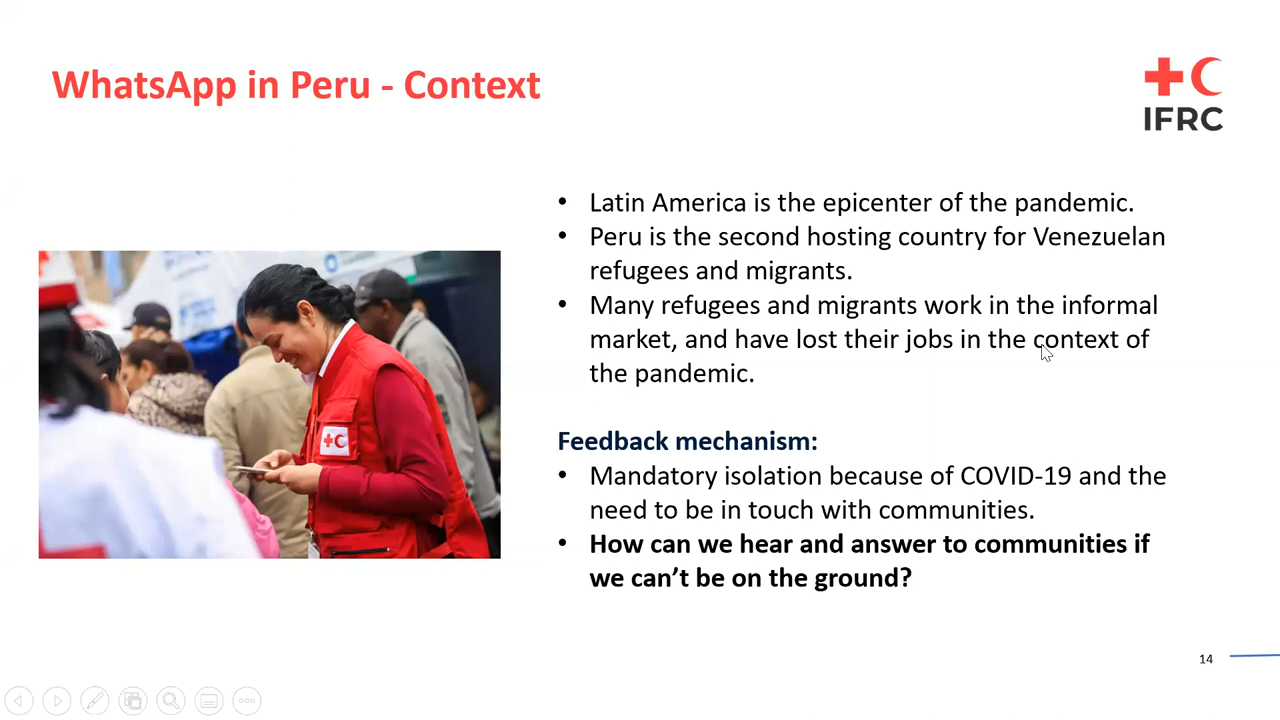 WhatsApp in Peru - Context
IFRC
• Latin America is the epicenter of the pandemic.
• Peru is the second hosting country for Venezuelan
refugees and migrants.
• Many refugees and migrants work in the informal
market, and have lost their jobs in the context of
the pandemic.
Feedback mechanism:
• Mandatory isolation because of COVID-19 and the
need to be in touch with communities.
• How can we hear and answer to communities if
we can’t be on the ground?
14